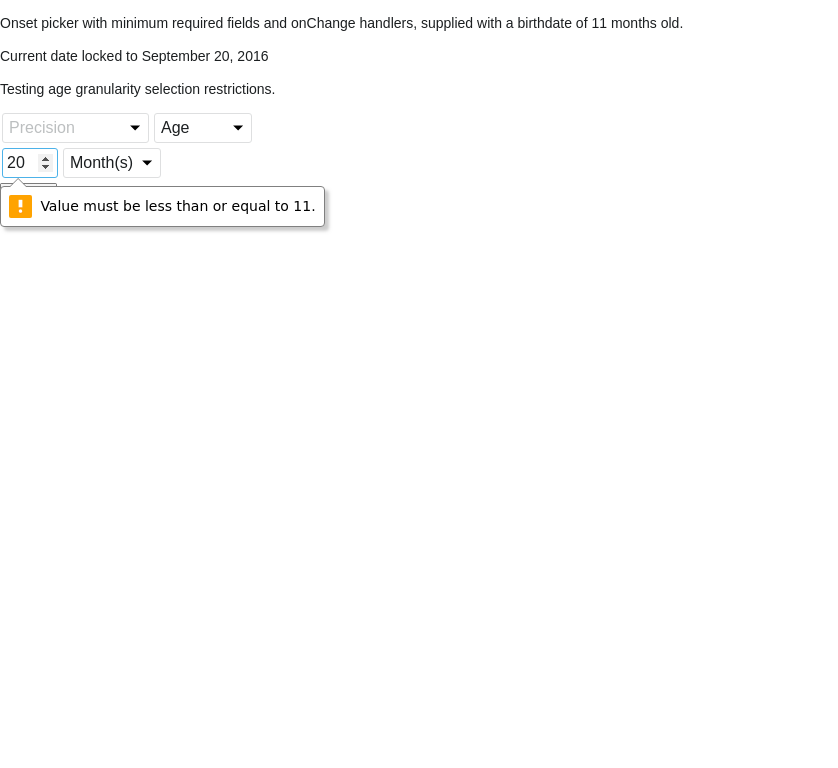 Onset picker with minimum required fields and onChange handlers, supplied with a birthdate of 11 months old.
Current date locked to September 20, 2016
Testing age granularity selection restrictions.
Precision Age
20 Month(s)
Value must be less than or equal to 11.